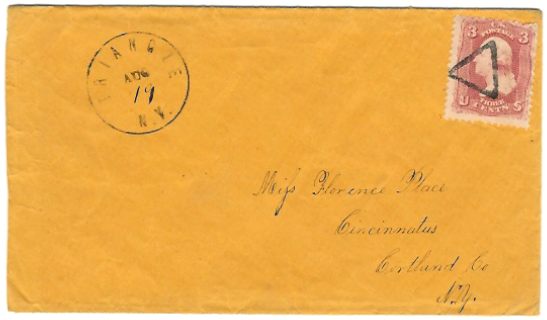 TRIANGLE
AUG
19
N.Y.
3 U.S. POSTAGE 3
U THREE CENTS S
Miſs Florence Place
Cincinnatus
Cortland Co
N.Y.